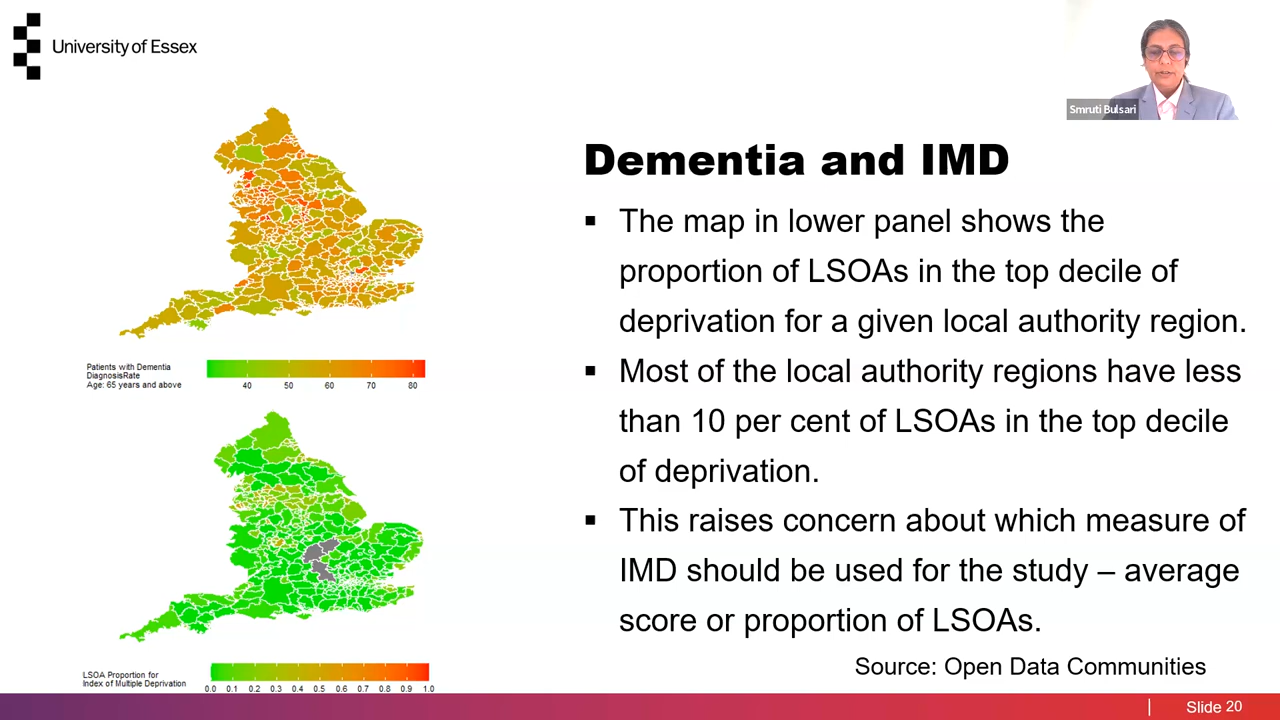 University of Essex
Smruti Bulsari
Dementia and IMD
▪ The map in lower panel shows the
proportion of LSOAs in the top decile of
deprivation for a given local authority region.
▪ Most of the local authority regions have less
than 10 per cent of LSOAs in the top decile
of deprivation.
▪ This raises concern about which measure of
IMD should be used for the study – average
score or proportion of LSOAs.
Source: Open Data Communities
Patients with Dementia
DiagnosisRate
Age: 65 years and above
40 50 60 70 80
LSOA Proportion for
Index of Multiple Deprivation
0.0 0.1 0.2 0.3 0.4 0.5 0.6 0.7 0.8 0.9 1.0
Slide 20